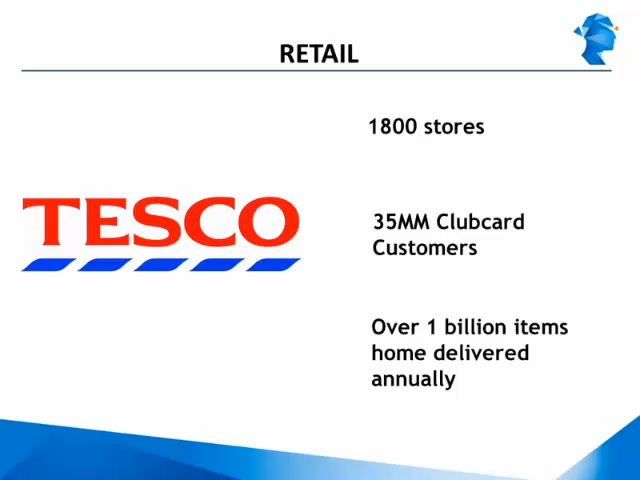 RETAIL
1800 stores
TESCO
35MM Clubcard
Customers
Over 1 billion items
home delivered
annually